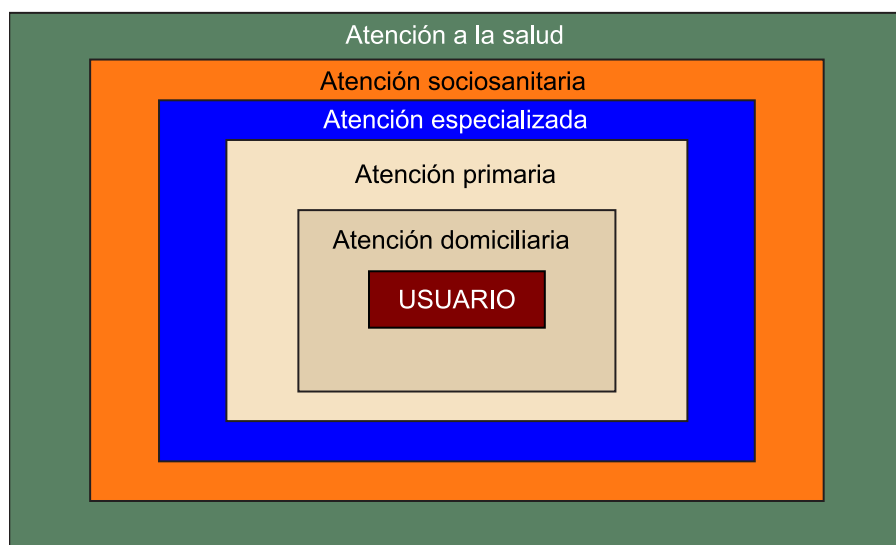 Atención a la salud
Atención sociosanitaria
Atención especializada
Atención primaria
Atención domiciliaria
USUARIO